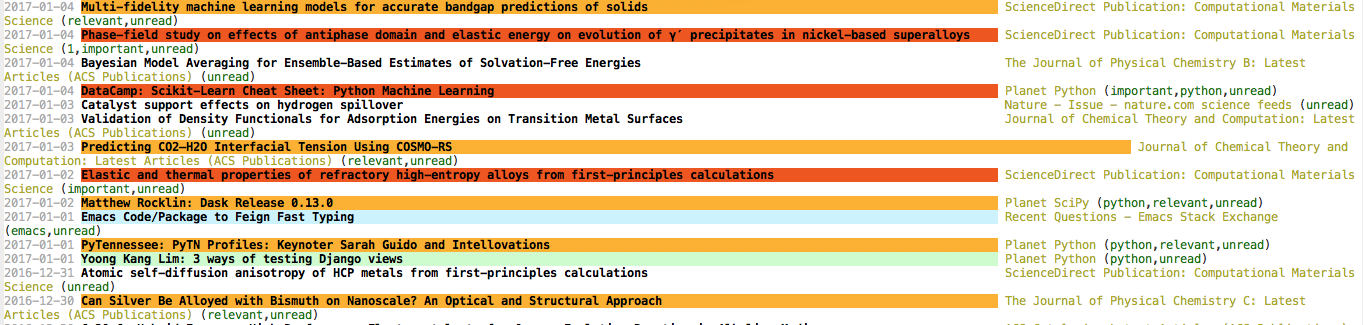 2017-01-04 Multi-fidelity machine learning models for accurate bandgap predictions of solids ScienceDirect Publication: Computational Materials
Science (relevant,unread)
2017-01-04 Phase-field study on effects of antiphase domain and elastic energy on evolution of γ′ precipitates in nickel-based superalloys ScienceDirect Publication: Computational Materials
Science (1,important,unread)
2017-01-04 Bayesian Model Averaging for Ensemble-Based Estimates of Solvation-Free Energies The Journal of Physical Chemistry B: Latest
Articles (ACS Publications) (unread)
2017-01-04 DataCamp: Scikit-Learn Cheat Sheet: Python Machine Learning Planet Python (important,python,unread)
2017-01-03 Catalyst support effects on hydrogen spillover Nature - Issue - nature.com science feeds (unread)
2017-01-03 Validation of Density Functionals for Adsorption Energies on Transition Metal Surfaces Journal of Chemical Theory and Computation: Latest
Articles (ACS Publications) (unread)
2017-01-03 Predicting CO2–H2O Interfacial Tension Using COSMO-RS Journal of Chemical Theory and
Computation: Latest Articles (ACS Publications) (relevant,unread)
2017-01-02 Elastic and thermal properties of refractory high-entropy alloys from first-principles calculations ScienceDirect Publication: Computational Materials
Science (important,unread)
2017-01-02 Matthew Rocklin: Dask Release 0.13.0 Planet SciPy (python,relevant,unread)
2017-01-01 Emacs Code/Package to Feign Fast Typing Recent Questions - Emacs Stack Exchange
(emacs,unread)
2017-01-01 PyTennessee: PyTN Profiles: Keynoter Sarah Guido and Intellovations Planet Python (python,relevant,unread)
2017-01-01 Yoong Kang Lim: 3 ways of testing Django views Planet Python (python,unread)
2016-12-31 Atomic self-diffusion anisotropy of HCP metals from first-principles calculations ScienceDirect Publication: Computational Materials
Science (unread)
2016-12-30 Can Silver Be Alloyed with Bismuth on Nanoscale? An Optical and Structural Approach The Journal of Physical Chemistry C: Latest
Articles (ACS Publications) (relevant,unread)